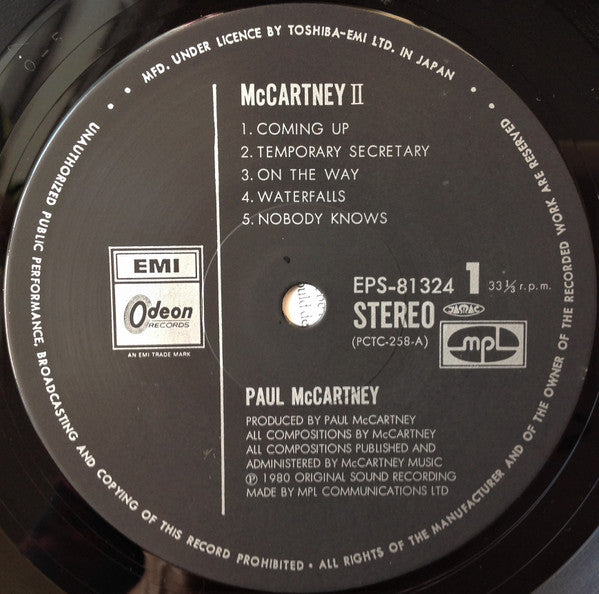 MFD. UNDER LICENCE BY TOSHIBA-EMI LTD. IN JAPAN
McCARTNEY II
1. COMING UP
2. TEMPORARY SECRETARY
3. ON THE WAY
4. WATERFALLS
5. NOBODY KNOWS
EMI
Odeon
RECORDS
AN EMI TRADE MARK
EPS-81324 1 33⅓ r.p.m.
STEREO JASRAC
(PCTC-258-A) mpl
PAUL McCARTNEY
PRODUCED BY PAUL McCARTNEY
ALL COMPOSITIONS BY McCARTNEY
ALL COMPOSITIONS PUBLISHED AND
ADMINISTERED BY McCARTNEY MUSIC
Ⓟ 1980 ORIGINAL SOUND RECORDING
MADE BY MPL COMMUNICATIONS LTD
UNAUTHORIZED PUBLIC PERFORMANCE, BROADCASTING AND COPYING OF THIS RECORD PROHIBITED • ALL RIGHTS OF THE MANUFACTURER AND OF THE OWNER OF THE RECORDED WORK ARE RESERVED